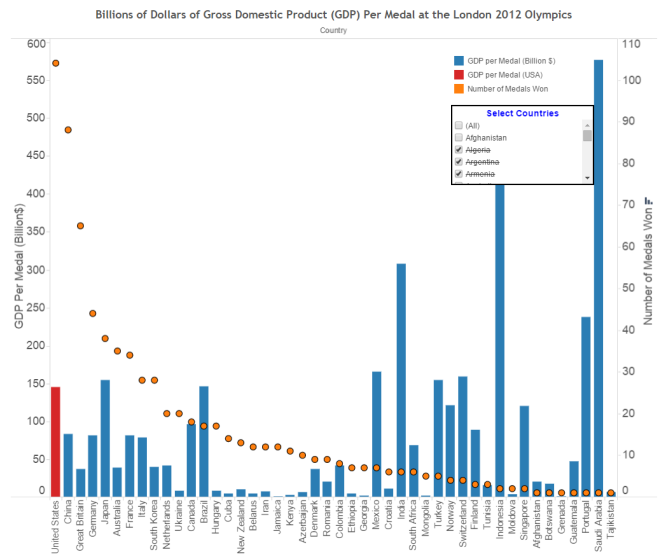 Billions of Dollars of Gross Domestic Product (GDP) Per Medal at the London 2012 Olympics
Country
GDP per Medal (Billion $)
GDP per Medal (USA)
Number of Medals Won
Select Countries
(All)
Afghanistan
Algeria
Argentina
Armenia
GDP Per Medal (Billion$)
600
550
500
450
400
350
300
250
200
150
100
50
0
Number of Medals Won
110
100
90
80
70
60
50
40
30
20
10
0
United States
China
Great Britain
Germany
Japan
Australia
France
Italy
South Korea
Netherlands
Ukraine
Canada
Brazil
Hungary
Cuba
New Zealand
Belarus
Iran
Jamaica
Kenya
Azerbaijan
Denmark
Romania
Colombia
Ethiopia
Georgia
Mexico
Croatia
India
South Africa
Mongolia
Turkey
Norway
Switzerland
Finland
Tunisia
Indonesia
Moldova
Singapore
Afghanistan
Botswana
Grenada
Guatemala
Portugal
Saudi Arabia
Tajikistan